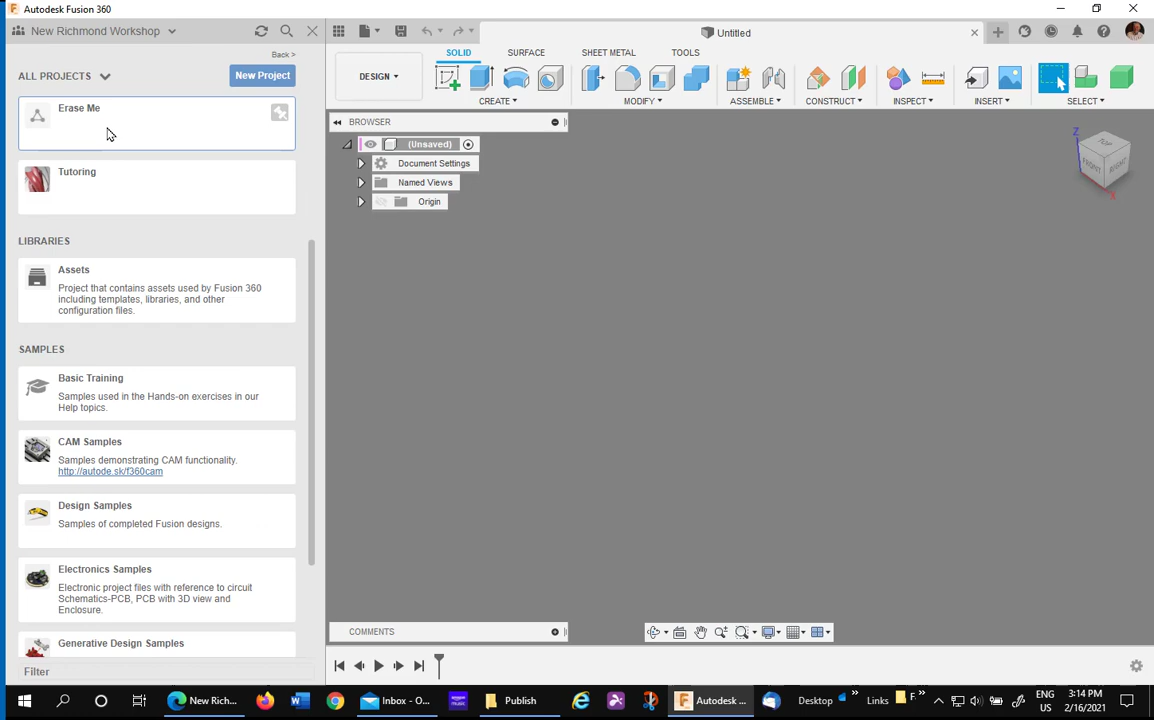 Autodesk Fusion 360
New Richmond Workshop
Untitled
Back >
ALL PROJECTS
New Project
DESIGN
SOLID
SURFACE
SHEET METAL
TOOLS
CREATE
MODIFY
ASSEMBLE
CONSTRUCT
INSPECT
INSERT
SELECT
Erase Me
Tutoring
LIBRARIES
Assets
Project that contains assets used by Fusion 360
including templates, libraries, and other
configuration files.
SAMPLES
Basic Training
Samples used in the Hands-on exercises in our
Help topics.
CAM Samples
Samples demonstrating CAM functionality.
http://autode.sk/f360cam
Design Samples
Samples of completed Fusion designs.
Electronics Samples
Electronic project files with reference to circuit
Schematics-PCB, PCB with 3D view and
Enclosure.
Generative Design Samples
Filter
BROWSER
(Unsaved)
Document Settings
Named Views
Origin
Z
TOP
FRONT
RIGHT
X
COMMENTS
New Rich...
Inbox - O...
Publish
Autodesk ...
Desktop
Links
F
ENG
US
3:14 PM
2/16/2021